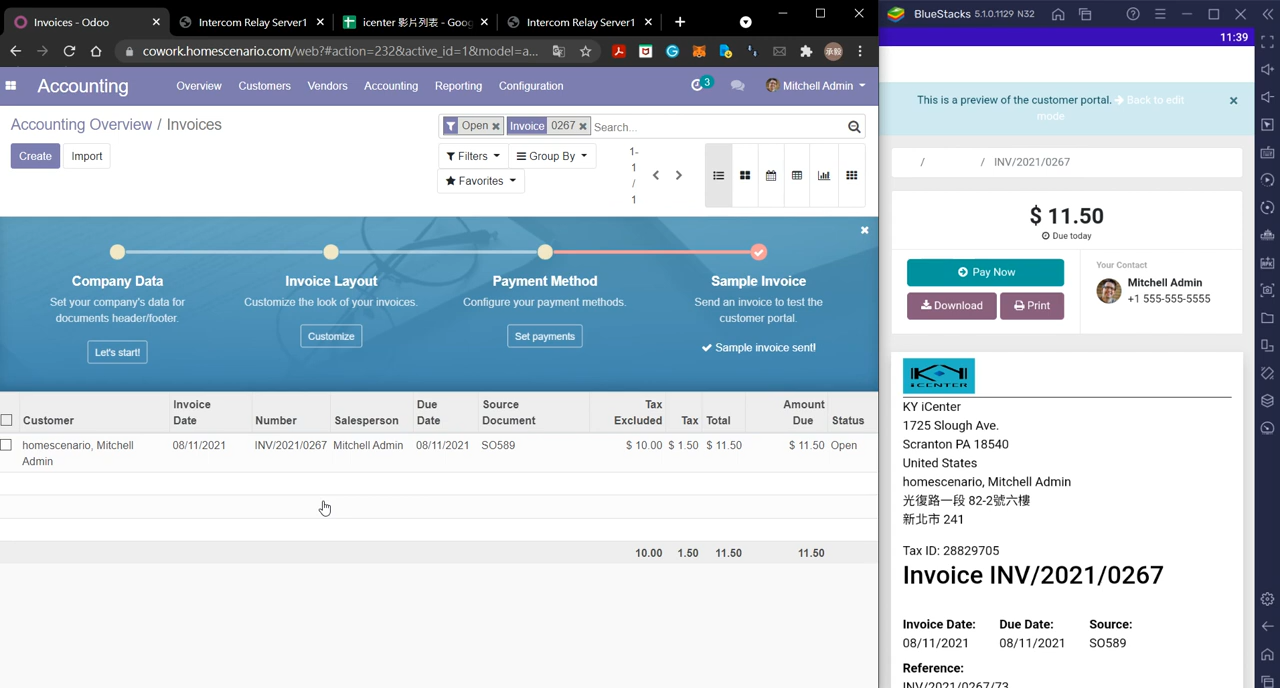 Invoices - Odoo
Intercom Relay Server1
icenter 影片列表 - Goog
Intercom Relay Server1
cowork.homescenario.com/web?#action=232&active_id=1&model=a...
Accounting
Overview
Customers
Vendors
Accounting
Reporting
Configuration
3
Mitchell Admin
Accounting Overview / Invoices
Open
Invoice 0267
Search...
Create
Import
Filters
Group By
Favorites
1-
1
/
1
Company Data
Set your company's data for
documents header/footer.
Let's start!
Invoice Layout
Customize the look of your invoices.
Customize
Payment Method
Configure your payment methods.
Set payments
Sample Invoice
Send an invoice to test the
customer portal.
Sample invoice sent!
Customer
Invoice
Date
Number
Salesperson
Due
Date
Source
Document
Tax
Excluded
Tax
Total
Amount
Due
Status
homescenario, Mitchell
Admin
08/11/2021
INV/2021/0267
Mitchell Admin
08/11/2021
SO589
$ 10.00
$ 1.50
$ 11.50
$ 11.50
Open
10.00
1.50
11.50
11.50
BlueStacks 5.1.0.1129 N32
11:39
This is a preview of the customer portal. Back to edit
mode
/ / INV/2021/0267
$ 11.50
Due today
Pay Now
Download
Print
Your Contact
Mitchell Admin
+1 555-555-5555
iCENTER
KY iCenter
1725 Slough Ave.
Scranton PA 18540
United States
homescenario, Mitchell Admin
光復路一段 82-2號六樓
新北市 241
Tax ID: 28829705
Invoice INV/2021/0267
Invoice Date:
08/11/2021
Due Date:
08/11/2021
Source:
SO589
Reference:
INV/2021/0267/73